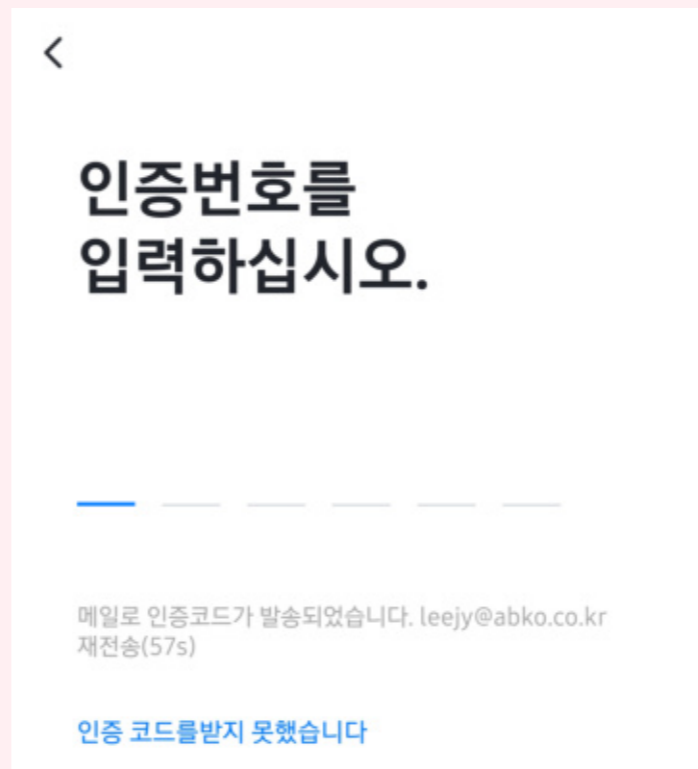 인증번호를
입력하십시오.
메일로 인증코드가 발송되었습니다. leejy@abko.co.kr
재전송(57s)
인증 코드를받지 못했습니다